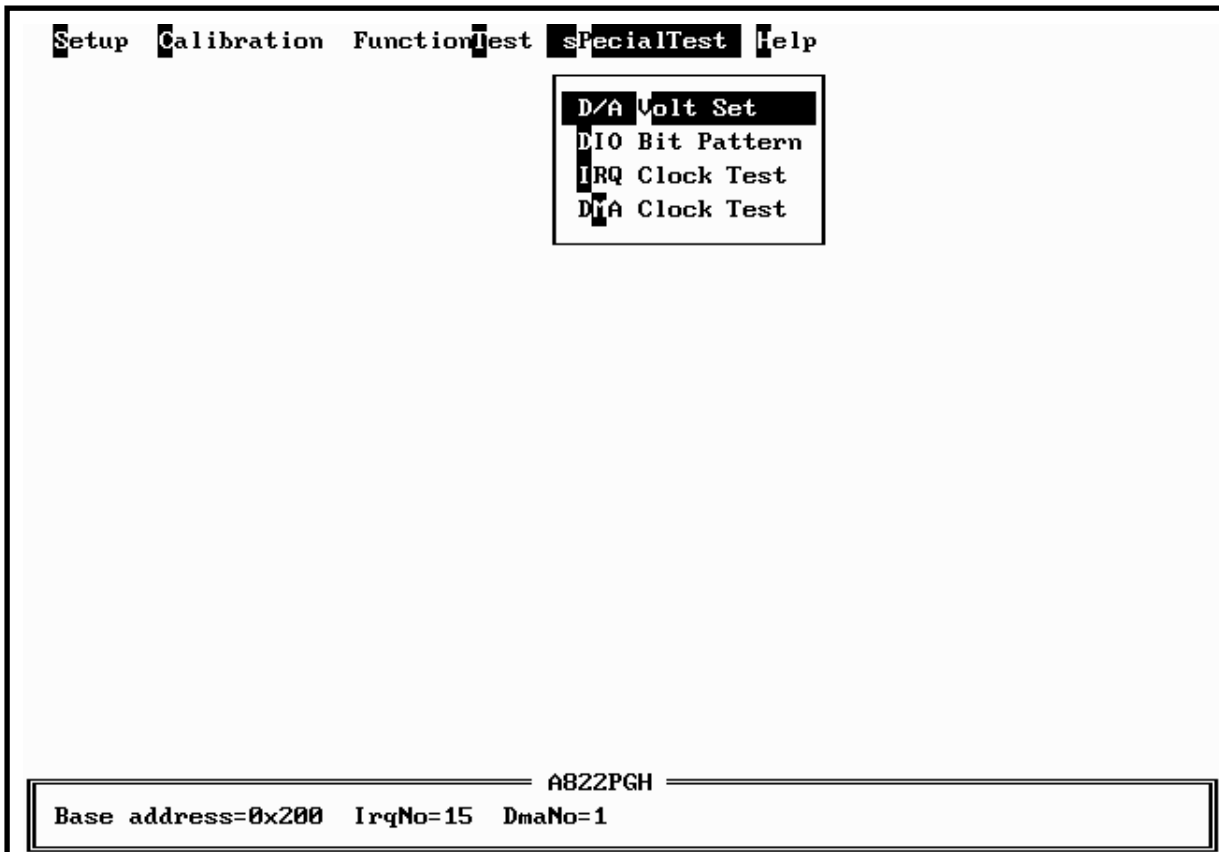 Setup Calibration FunctionTest sPecialTest Help
D/A Volt Set
DIO Bit Pattern
IRQ Clock Test
DMA Clock Test
A822PGH
Base address=0x200 IrqNo=15 DmaNo=1